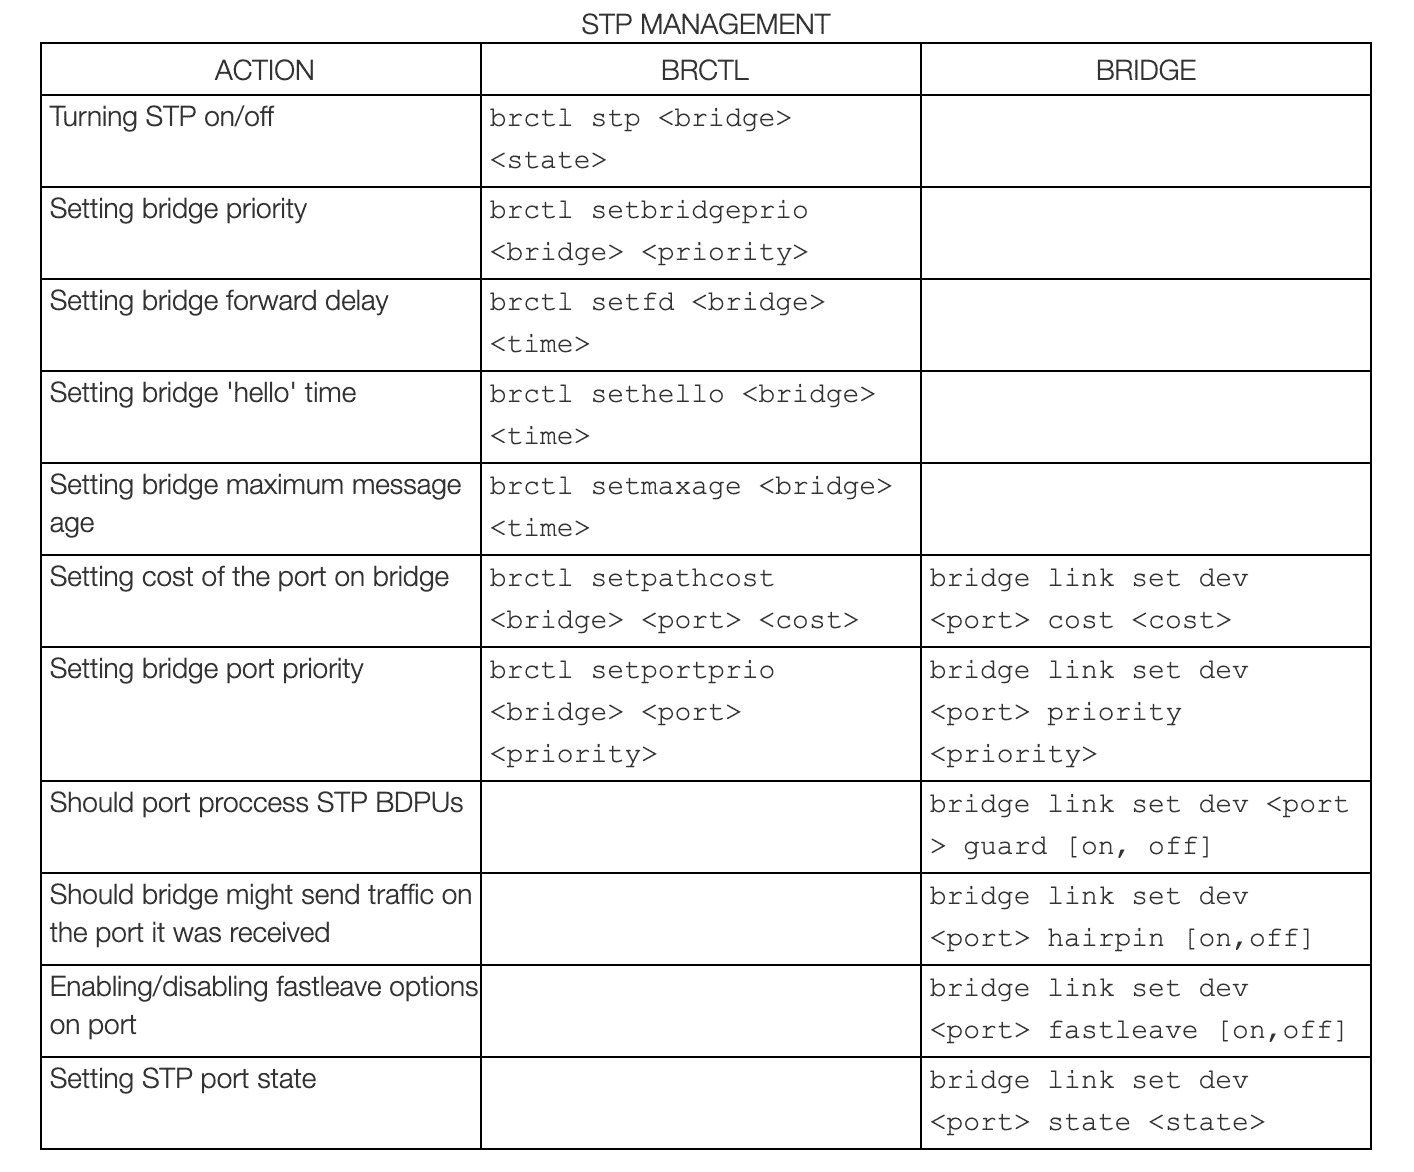 STP MANAGEMENT
ACTION BRCTL BRIDGE
Turning STP on/off
brctl stp <bridge>
<state>
Setting bridge priority
brctl setbridgeprio
<bridge> <priority>
Setting bridge forward delay
brctl setfd <bridge>
<time>
Setting bridge 'hello' time
brctl sethello <bridge>
<time>
Setting bridge maximum message
age
brctl setmaxage <bridge>
<time>
Setting cost of the port on bridge
brctl setpathcost
<bridge> <port> <cost>
bridge link set dev
<port> cost <cost>
Setting bridge port priority
brctl setportprio
<bridge> <port>
<priority>
bridge link set dev
<port> priority
<priority>
Should port proccess STP BDPUs
bridge link set dev <port
> guard [on, off]
Should bridge might send traffic on
the port it was received
bridge link set dev
<port> hairpin [on,off]
Enabling/disabling fastleave options
on port
bridge link set dev
<port> fastleave [on,off]
Setting STP port state
bridge link set dev
<port> state <state>